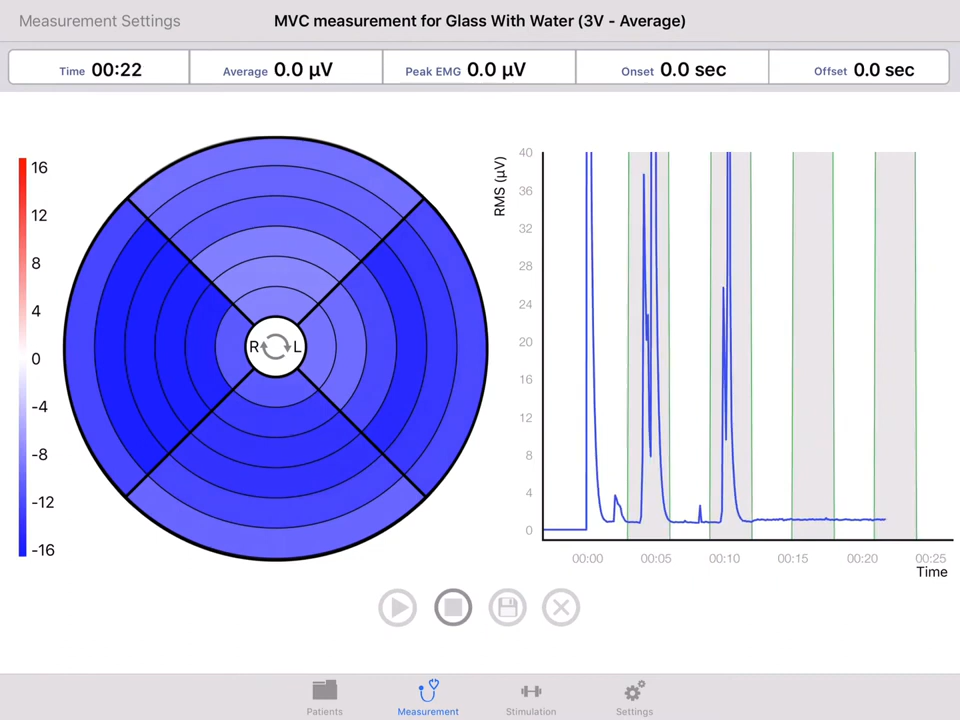 Measurement Settings
MVC measurement for Glass With Water (3V - Average)
Time 00:22
Average 0.0 µV
Peak EMG 0.0 µV
Onset 0.0 sec
Offset 0.0 sec
16
12
8
4
0
-4
-8
-12
-16
R
L
RMS (µV)
40
36
32
28
24
20
16
12
8
4
0
00:00 00:05 00:10 00:15 00:20 00:25
Time
Patients
Measurement
Stimulation
Settings